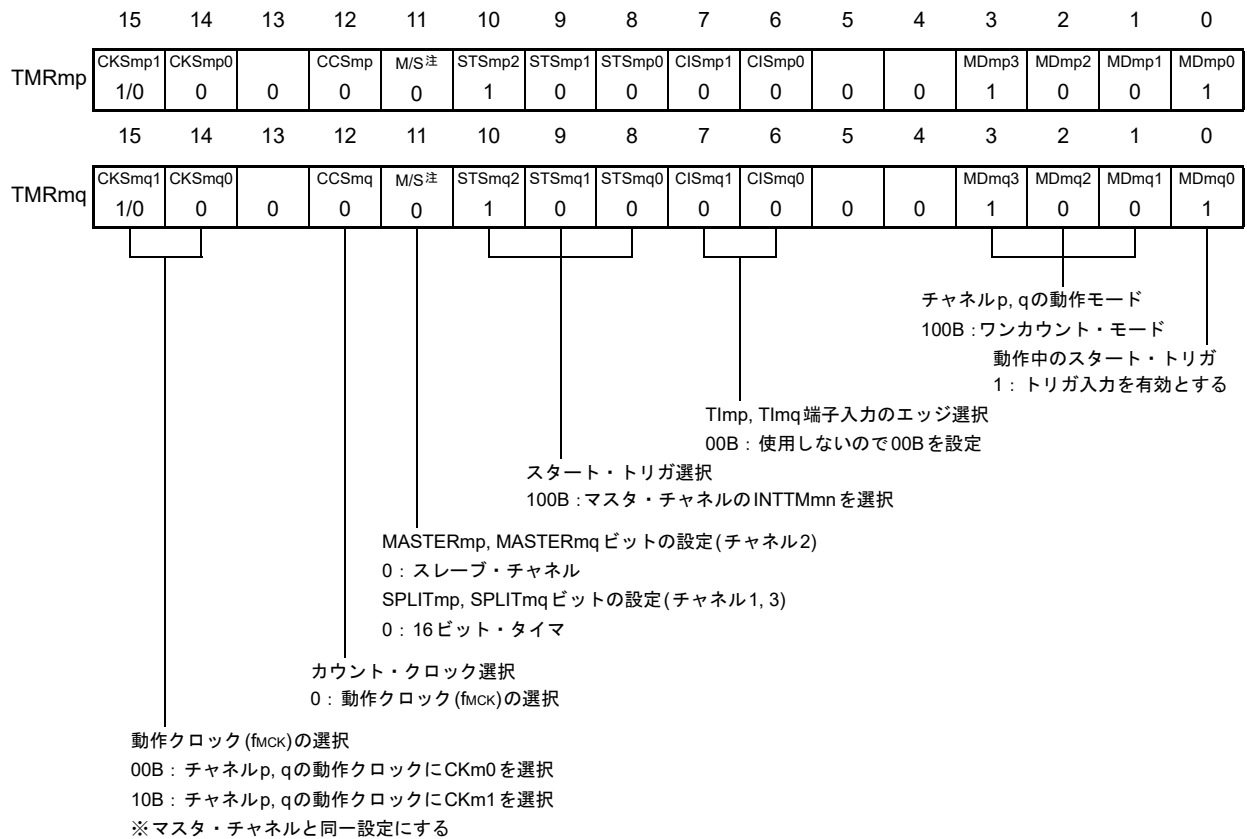 15 14 13 12 11 10 9 8 7 6 5 4 3 2 1 0
TMRmp CKSmp1 CKSmp0 CCSmp M/S注 STSmp2 STSmp1 STSmp0 CISmp1 CISmp0 MDmp3 MDmp2 MDmp1 MDmp0
1/0 0 0 0 0 1 0 0 0 0 0 0 1 0 0 1
15 14 13 12 11 10 9 8 7 6 5 4 3 2 1 0
TMRmq CKSmq1 CKSmq0 CCSmq M/S注 STSmq2 STSmq1 STSmq0 CISmq1 CISmq0 MDmq3 MDmq2 MDmq1 MDmq0
1/0 0 0 0 0 1 0 0 0 0 0 0 1 0 0 1
チャネルp, qの動作モード
100B：ワンカウント・モード
動作中のスタート・トリガ
1：トリガ入力を有効とする
TImp, TImq端子入力のエッジ選択
00B：使用しないので00Bを設定
スタート・トリガ選択
100B：マスタ・チャネルのINTTMmnを選択
MASTERmp, MASTERmqビットの設定(チャネル2)
0：スレーブ・チャネル
SPLITmp, SPLITmqビットの設定(チャネル1, 3)
0：16ビット・タイマ
カウント・クロック選択
0：動作クロック(fMCK)の選択
動作クロック(fMCK)の選択
00B：チャネルp, qの動作クロックにCKm0を選択
10B：チャネルp, qの動作クロックにCKm1を選択
※マスタ・チャネルと同一設定にする